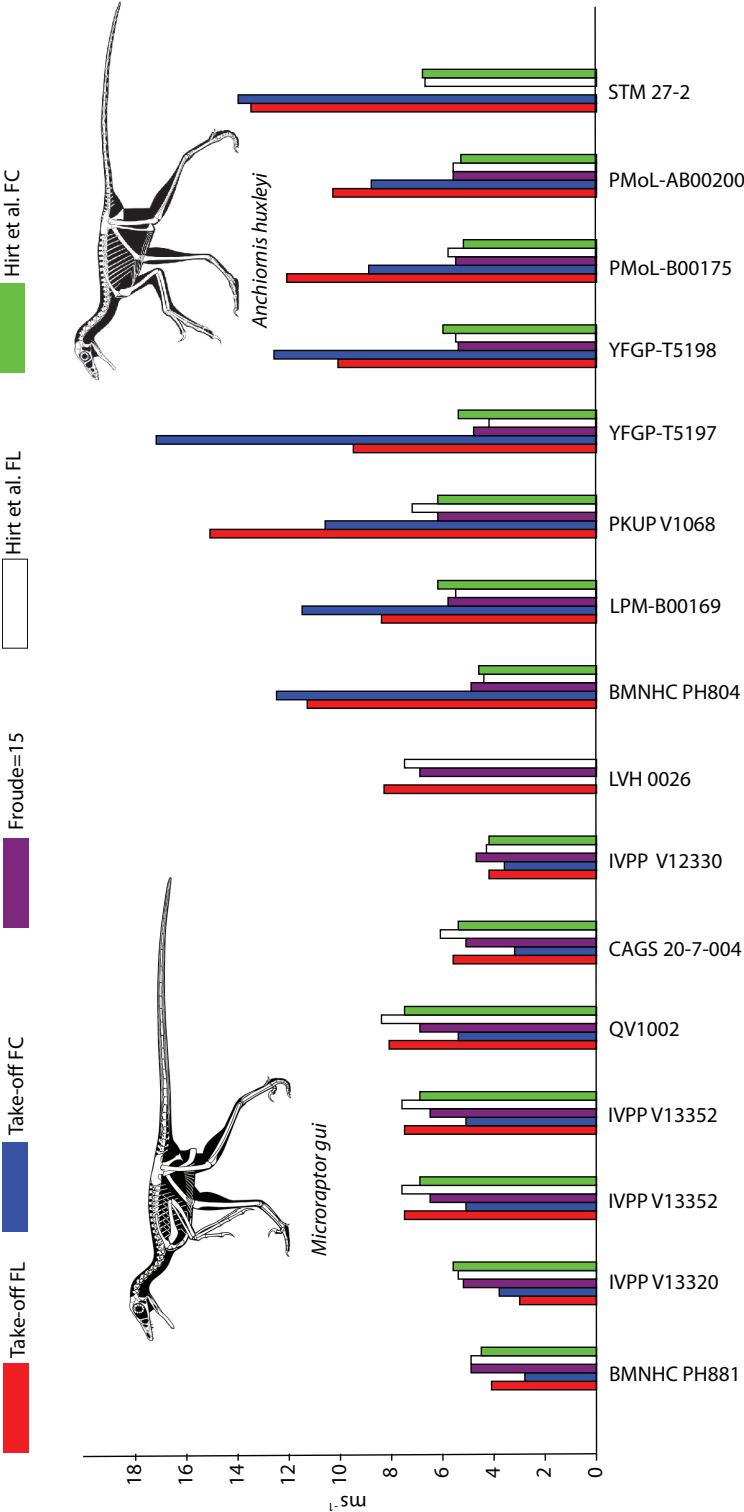 Take-off FL
Take-off FC
Froude=15
Hirt et al. FL
Hirt et al. FC
Microraptor gui
Anchiornis huxleyi
ms⁻¹
18
16
14
12
10
8
6
4
2
0
BMNHC PH881
IVPP V13320
IVPP V13352
IVPP V13352
QV1002
CAGS 20-7-004
IVPP V12330
LVH 0026
BMNHC PH804
LPM-B00169
PKUP V1068
YFGP-T5197
YFGP-T5198
PMoL-B00175
PMoL-AB00200
STM 27-2